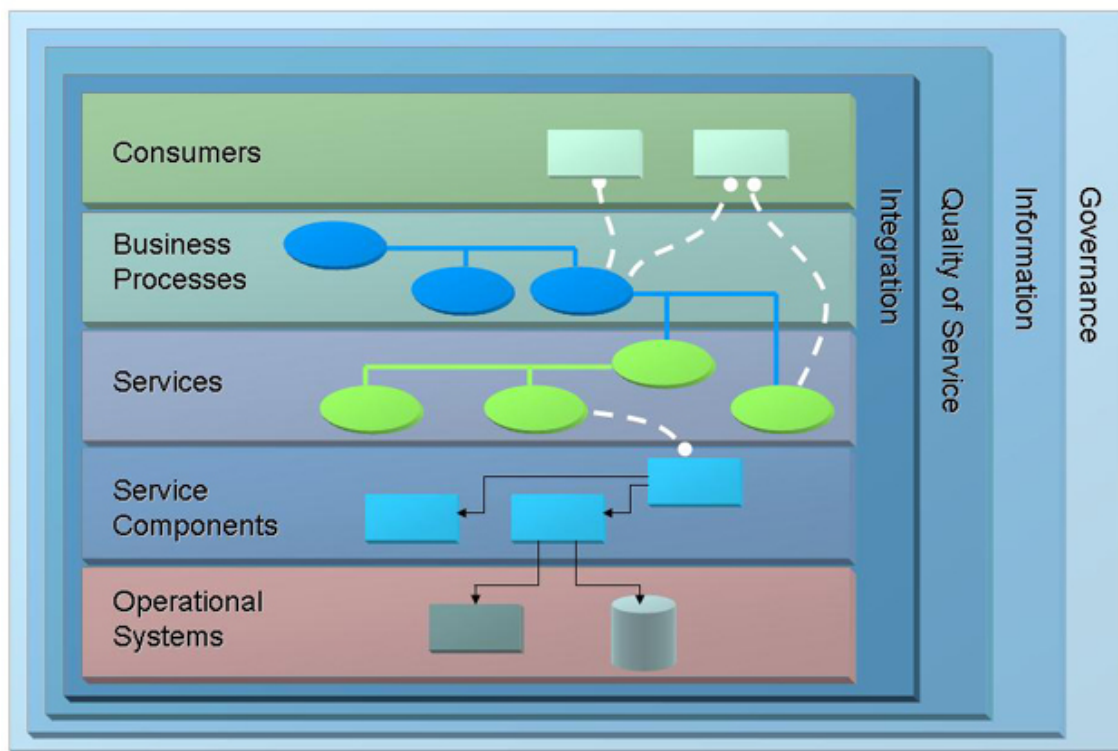 Consumers
Business
Processes
Services
Service
Components
Operational
Systems
Integration
Quality of Service
Information
Governance